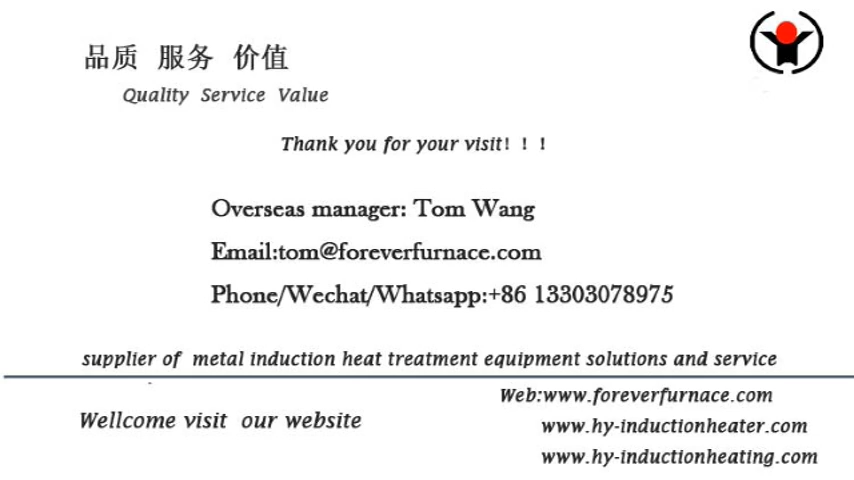 品质 服务 价值
Quality Service Value
Thank you for your visit！！！
Overseas manager: Tom Wang
Email:tom@foreverfurnace.com
Phone/Wechat/Whatsapp:+86 13303078975
supplier of metal induction heat treatment equipment solutions and service
Wellcome visit our website
Web:www.foreverfurnace.com
www.hy-inductionheater.com
www.hy-inductionheating.com